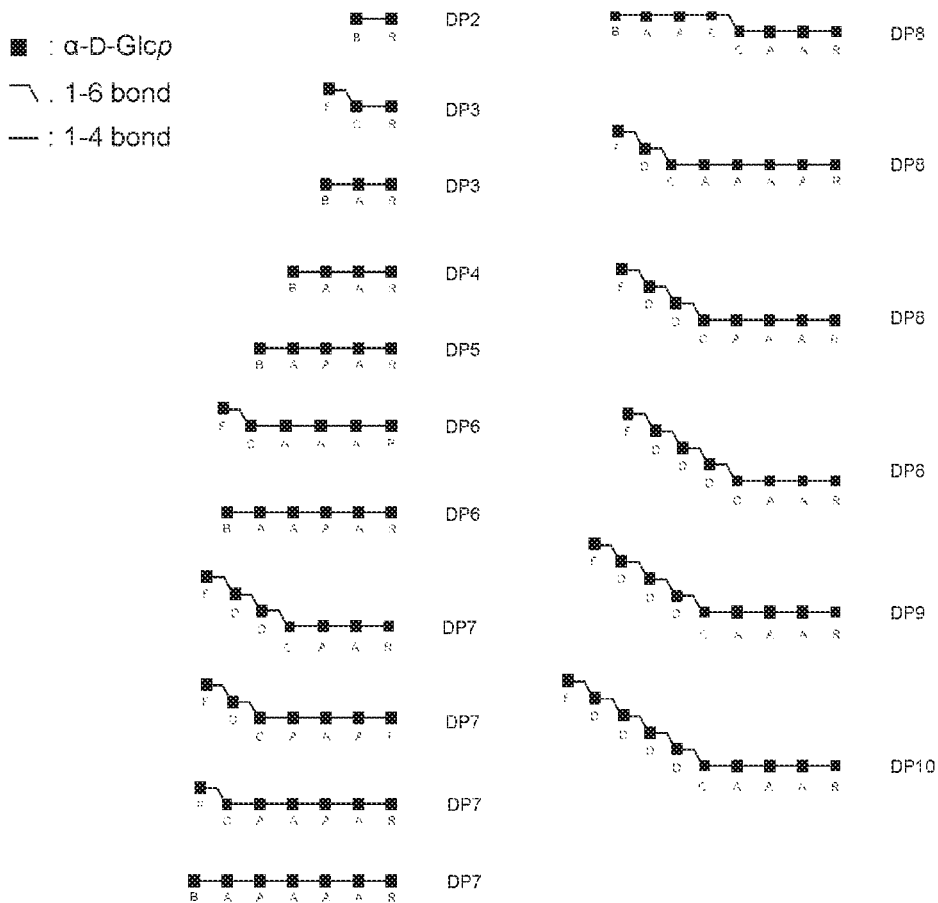 ■ : α-D-Glcp
: 1-6 bond
: 1-4 bond
DP2
B R
DP3
F
C R
DP3
B A R
DP4
B A A R
DP5
B A A A R
DP6
F
C A A A R
DP6
B A A A A R
DP7
F
D
D
C A A R
DP7
F
D
C A A A
DP7
C A A A A R
DP7
B A A A A A R
DP8
B A A C
C A A R
DP8
F
D
C A A A A R
DP8
F
D
D
C A A A R
DP8
F
D
D
D
C A A R
DP9
F
D
D
D
C A A A R
DP10
F
D
D
D
D
C A A A R